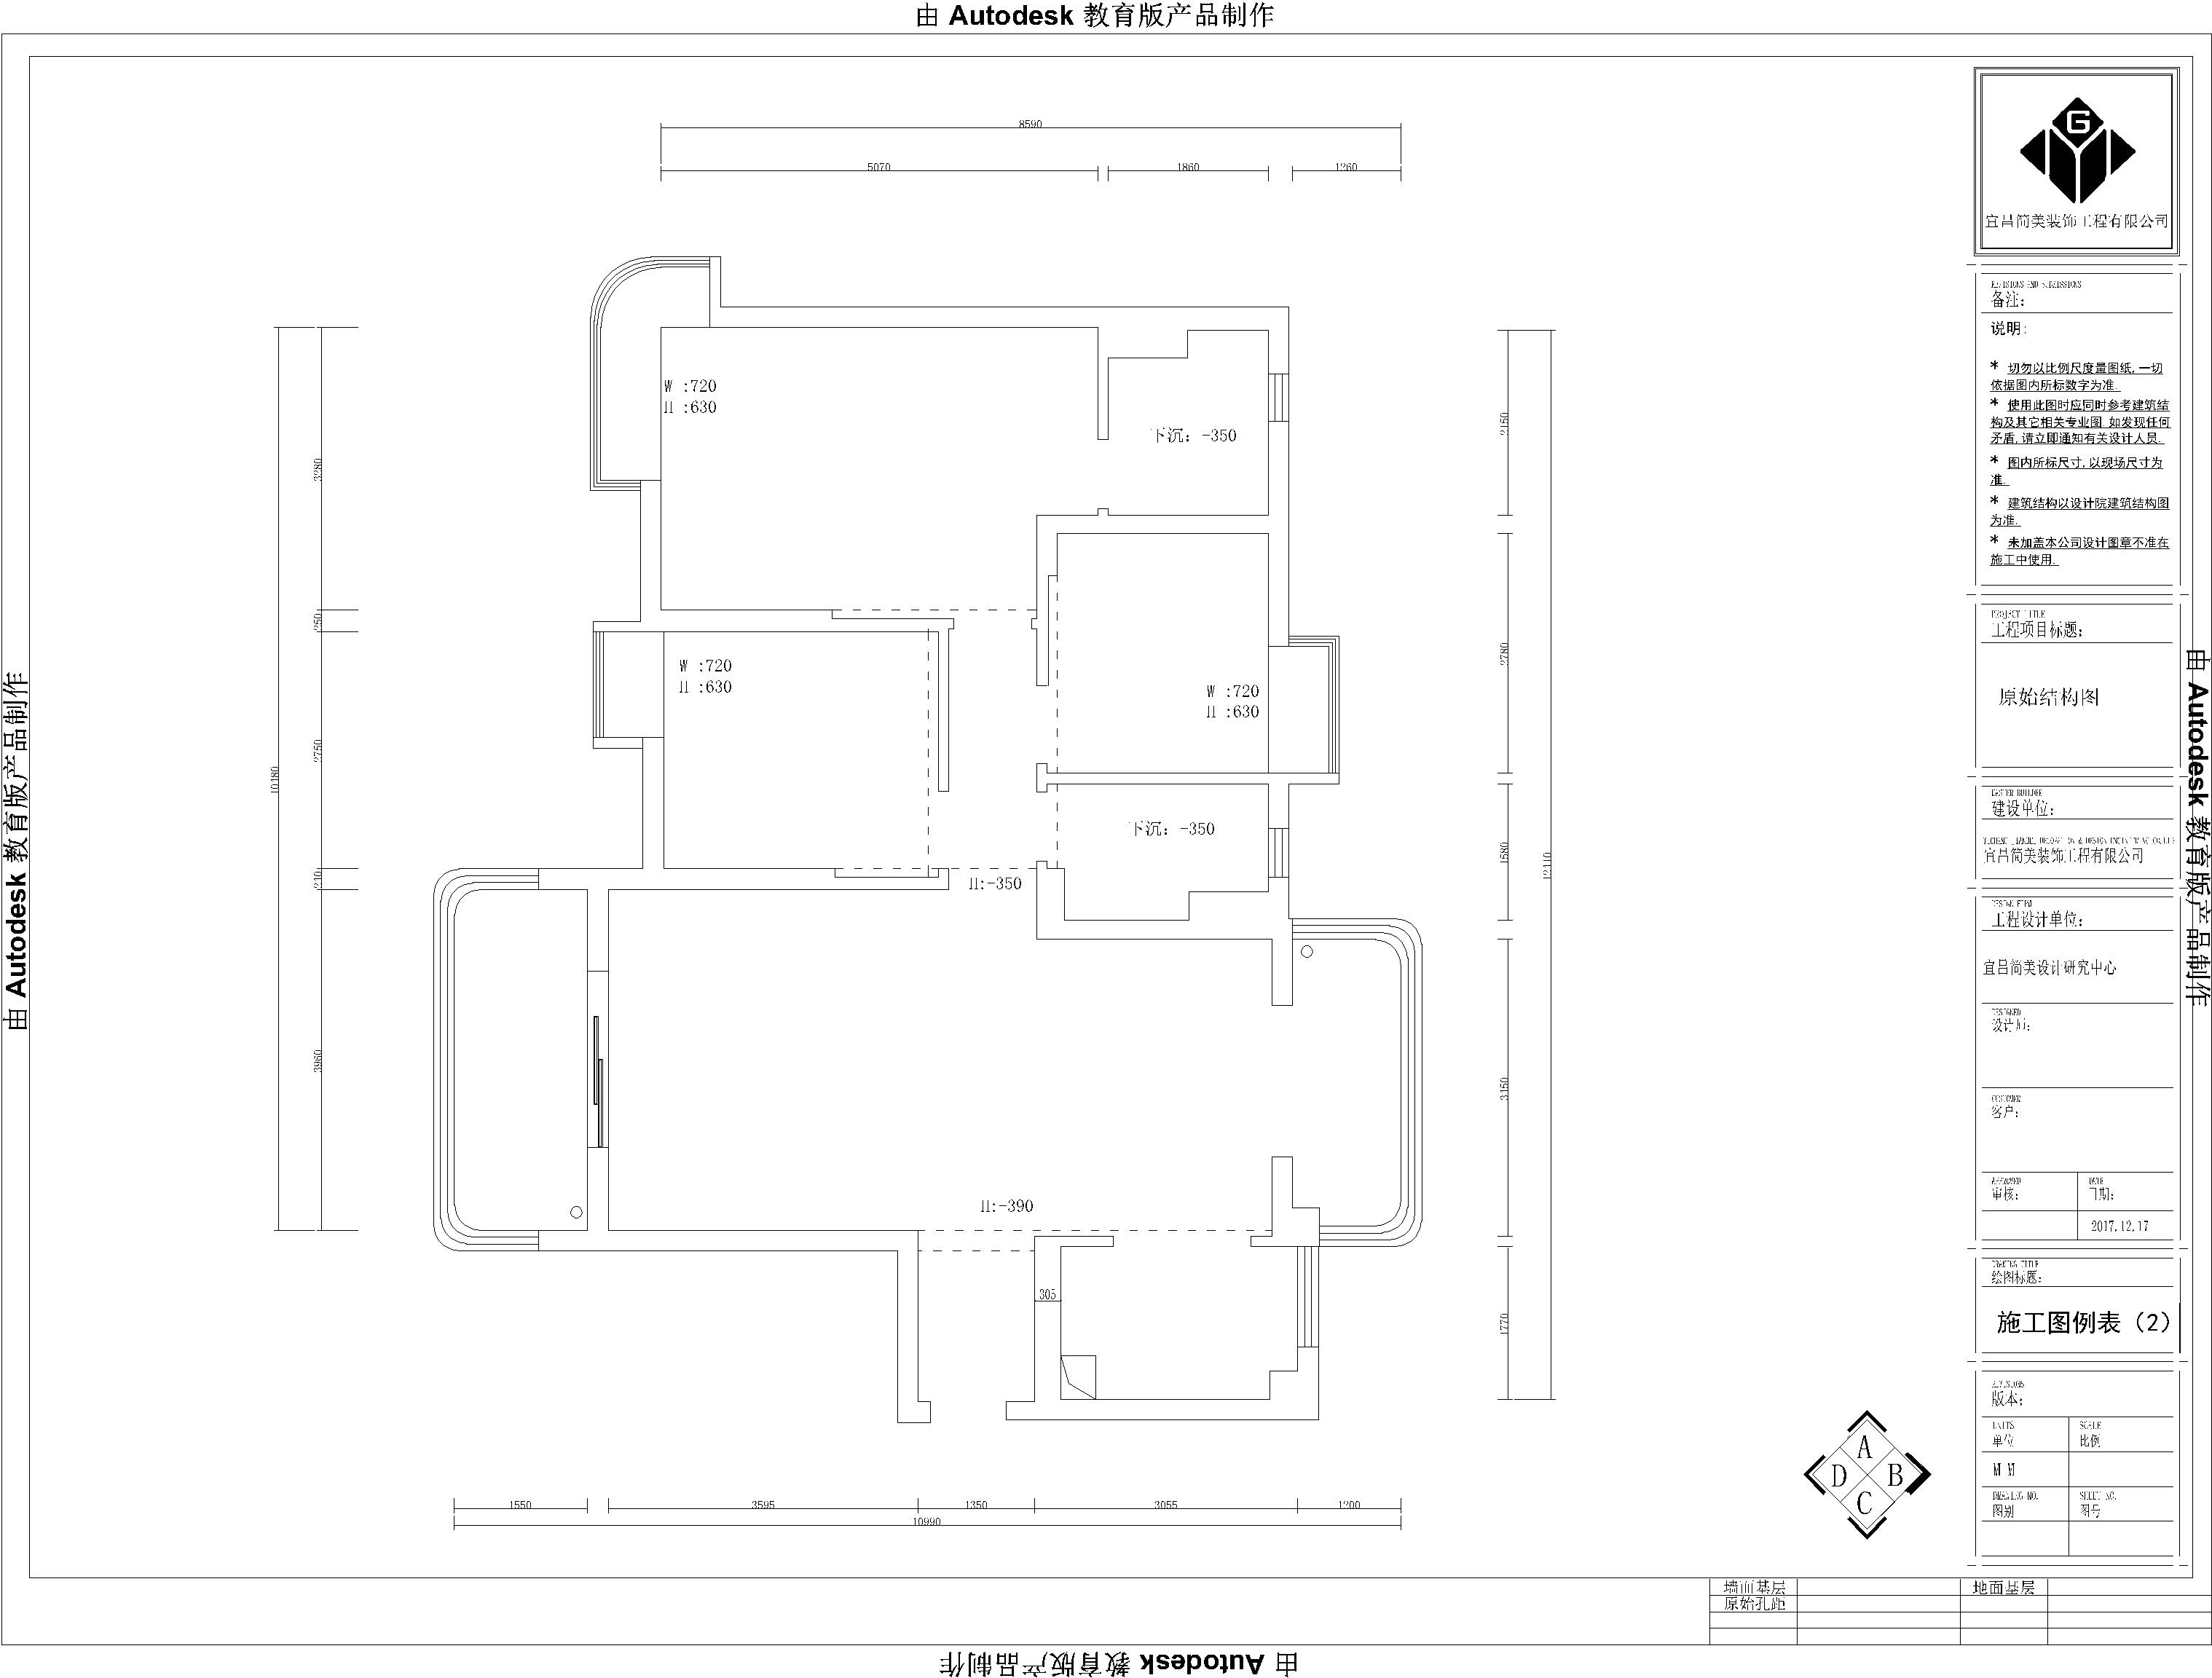 由 Autodesk 教育版产品制作
8590
5070
1860
1260
宜昌简美装饰工程有限公司
备注:
说明:
* 切勿以比例尺度量图纸,一切
依据图内所标数字为准.
* 使用此图时应同时参考建筑结
构及其它相关专业图.如发现任何
矛盾,请立即通知有关设计人员.
* 图内所标尺寸,以现场尺寸为
准.
* 建筑结构以设计院建筑结构图
为准.
* 未加盖本公司设计图章不准在
施工中使用.
PROJECT TITLE
工程项目标题:
原始结构图
建设单位:
宜昌简美装饰工程有限公司
工程设计单位:
宜昌简美设计研究中心
DESIGNED
设计师:
CUSTOMER
客户:
APPROVED
审核:
DATE
日期:
2017.12.17
DRAWING TITLE
绘图标题:
施工图例表（2）
REVISIONS
版本:
UNITS
单位
SCALE
比例
M M
DRAWING NO.
图别
SHEET NO.
图号
W :720
H :630
下沉: -350
W :720
H :630
W :720
H :630
下沉: -350
H:-350
H:-390
305
3280
250
2750
210
3960
10180
2150
2780
1580
3450
1770
12110
1550
3595
1350
3055
1200
10990
A
D
B
C
墙面基层
地面基层
原始孔距
由 Autodesk 教育版产品制作
由 Autodesk 教育版产品制作
由 Autodesk 教育版产品制作